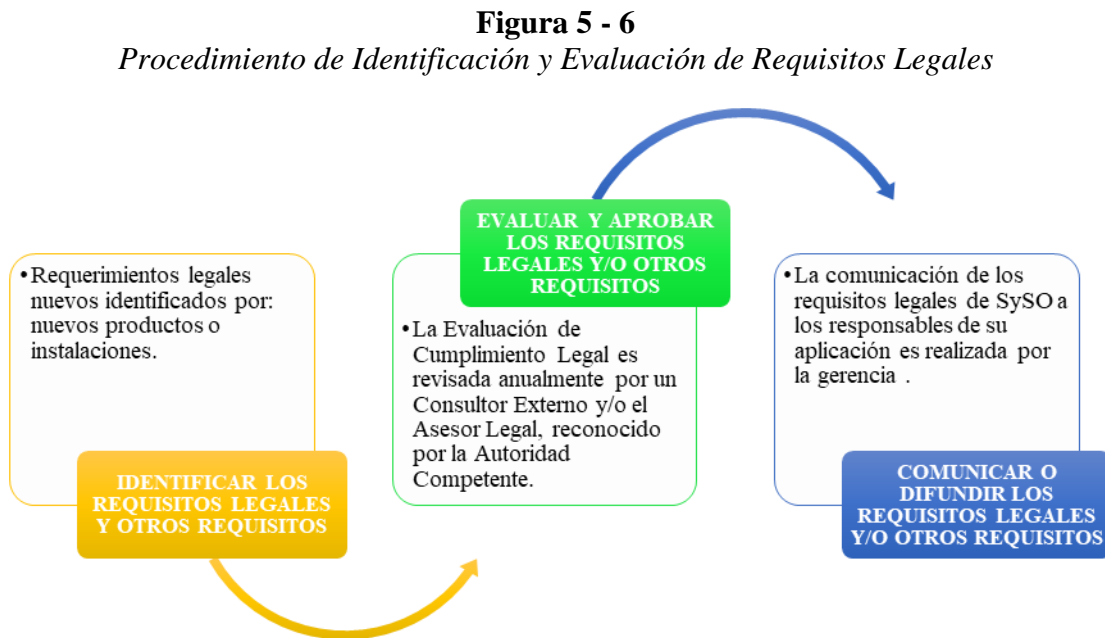 Figura 5 - 6
Procedimiento de Identificación y Evaluación de Requisitos Legales
•Requerimientos legales
nuevos identificados por:
nuevos productos o
instalaciones.
IDENTIFICAR LOS
REQUISITOS LEGALES
Y OTROS REQUISITOS
EVALUAR Y APROBAR
LOS REQUISITOS
LEGALES Y/O OTROS
REQUISITOS
•La Evaluación de
Cumplimiento Legal es
revisada anualmente por un
Consultor Externo y/o el
Asesor Legal, reconocido
por la Autoridad
Competente.
•La comunicación de los
requisitos legales de SySO a
los responsables de su
aplicación es realizada por
la gerencia .
COMUNICAR O
DIFUNDIR LOS
REQUISITOS LEGALES
Y/O OTROS REQUISITOS